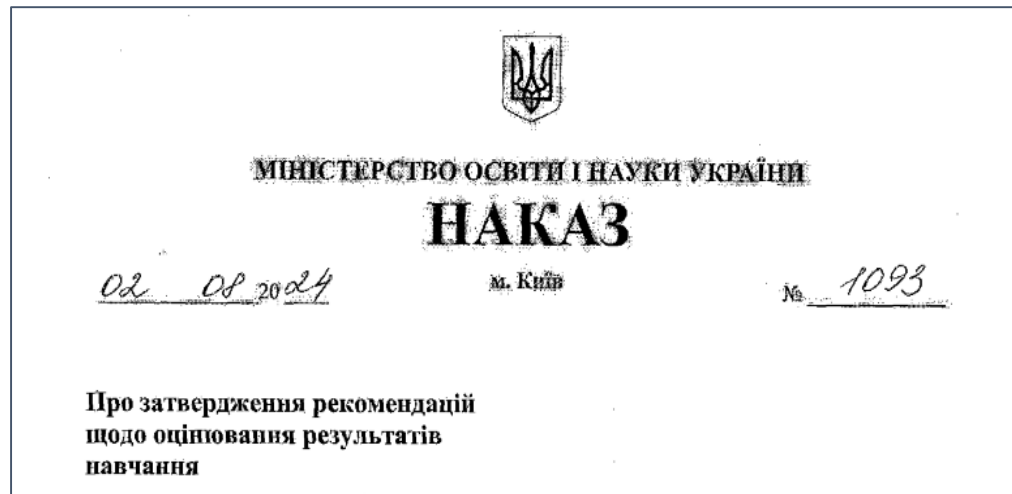 МІНІСТЕРСТВО ОСВІТИ І НАУКИ УКРАЇНИ
НАКАЗ
02 08 2024 м. Київ № 1093
Про затвердження рекомендацій
щодо оцінювання результатів
навчання